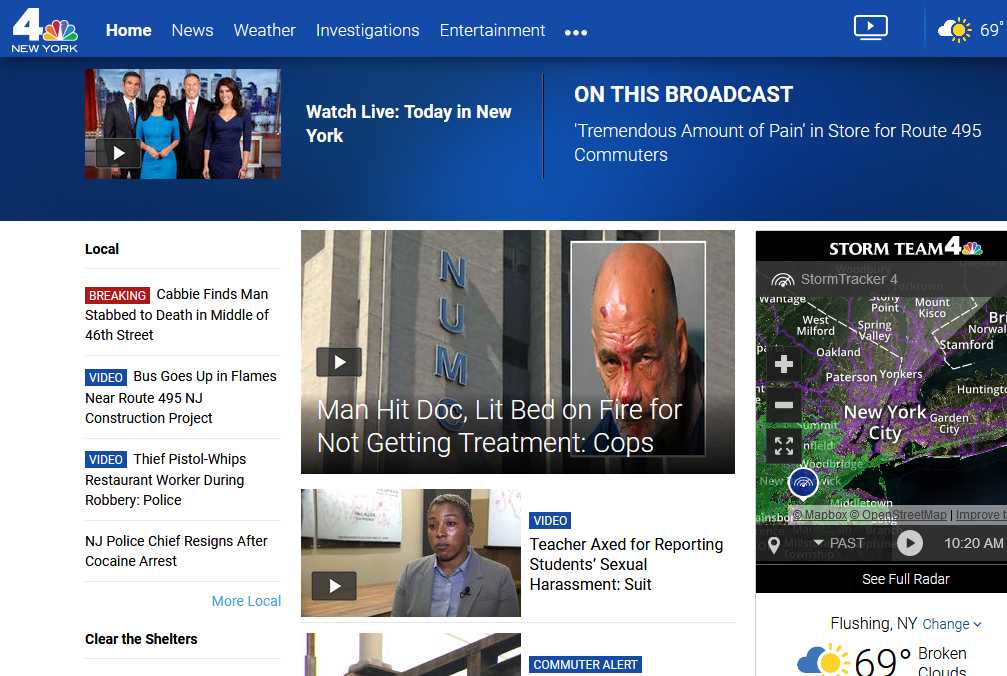 4
NEW YORK
Home
News
Weather
Investigations
Entertainment
69°
Watch Live: Today in New
York
ON THIS BROADCAST
'Tremendous Amount of Pain' in Store for Route 495
Commuters
Local
BREAKING Cabbie Finds Man
Stabbed to Death in Middle of
46th Street
VIDEO Bus Goes Up in Flames
Near Route 495 NJ
Construction Project
VIDEO Thief Pistol-Whips
Restaurant Worker During
Robbery: Police
NJ Police Chief Resigns After
Cocaine Arrest
More Local
Clear the Shelters
NUMC
Man Hit Doc, Lit Bed on Fire for
Not Getting Treatment: Cops
VIDEO
Teacher Axed for Reporting
Students' Sexual
Harassment: Suit
COMMUTER ALERT
STORM TEAM 4
StormTracker 4
Wantage
Stony
Point
Mount
Kisco
West
Milford
Spring
Valley
Norwal
Stamford
Oakland
Paterson
Yonkers
Huntingt
New York
City
Garden
City
Woodbridge
Middletown
© Mapbox © OpenStreetMap | Improve t
PAST
10:20 AM
See Full Radar
Flushing, NY Change
69° Broken
Clouds